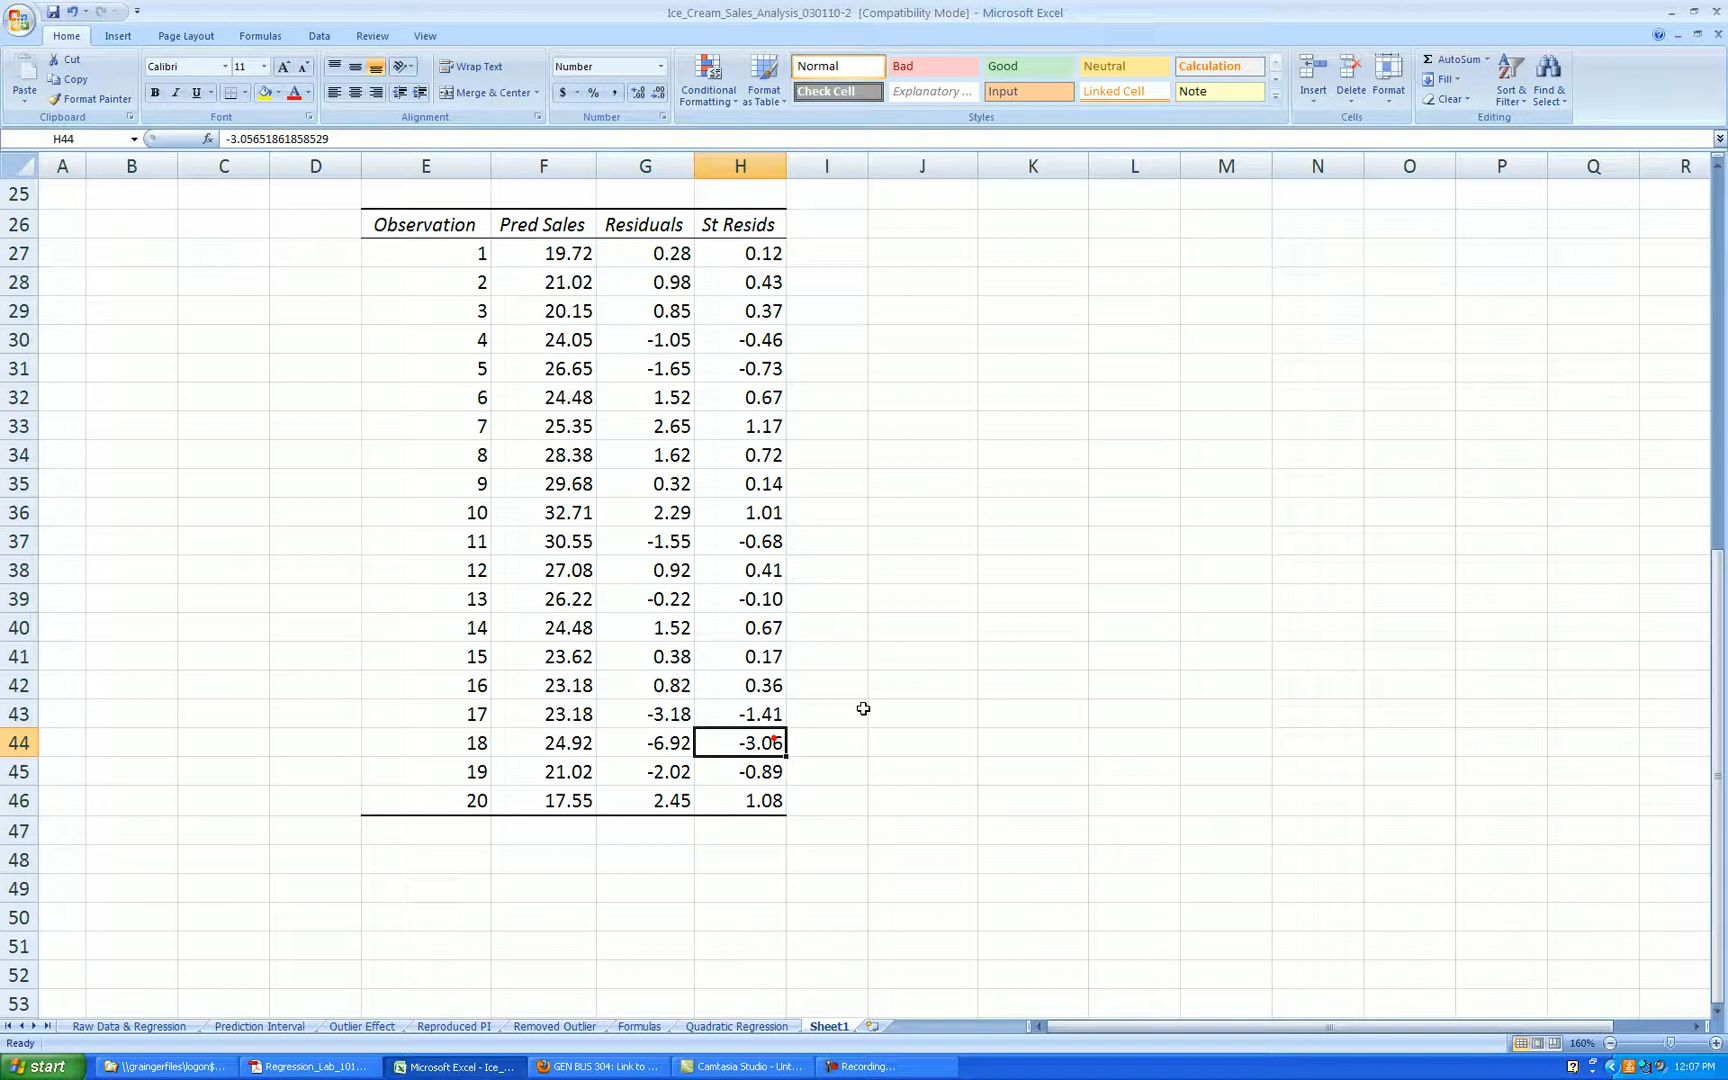 Ice_Cream_Sales_Analysis_030110-2 [Compatibility Mode] - Microsoft Excel
Home Insert Page Layout Formulas Data Review View
Cut
Copy
Format Painter
Paste
Clipboard
Calibri 11
B I U
Font
Wrap Text
Merge & Center
Alignment
Number
$ % ,
Number
Conditional Formatting
Format as Table
Normal Bad Good Neutral Calculation
Check Cell Explanatory ... Input Linked Cell Note
Styles
Insert Delete Format
Cells
AutoSum
Fill
Clear
Sort & Filter
Find & Select
Editing
H44 fx -3.05651861858529
A B C D E F G H I J K L M N O P Q R
25
26 Observation Pred Sales Residuals St Resids
27 1 19.72 0.28 0.12
28 2 21.02 0.98 0.43
29 3 20.15 0.85 0.37
30 4 24.05 -1.05 -0.46
31 5 26.65 -1.65 -0.73
32 6 24.48 1.52 0.67
33 7 25.35 2.65 1.17
34 8 28.38 1.62 0.72
35 9 29.68 0.32 0.14
36 10 32.71 2.29 1.01
37 11 30.55 -1.55 -0.68
38 12 27.08 0.92 0.41
39 13 26.22 -0.22 -0.10
40 14 24.48 1.52 0.67
41 15 23.62 0.38 0.17
42 16 23.18 0.82 0.36
43 17 23.18 -3.18 -1.41
44 18 24.92 -6.92 -3.06
45 19 21.02 -2.02 -0.89
46 20 17.55 2.45 1.08
47
48
49
50
51
52
53
Raw Data & Regression Prediction Interval Outlier Effect Reproduced PI Removed Outlier Formulas Quadratic Regression Sheet1
Ready 160%
start \\graingerfiles\logon$... Regression_Lab_101... Microsoft Excel - Ice_... GEN BUS 304: Link to ... Camtasia Studio - Unt... Recording... 12:07 PM